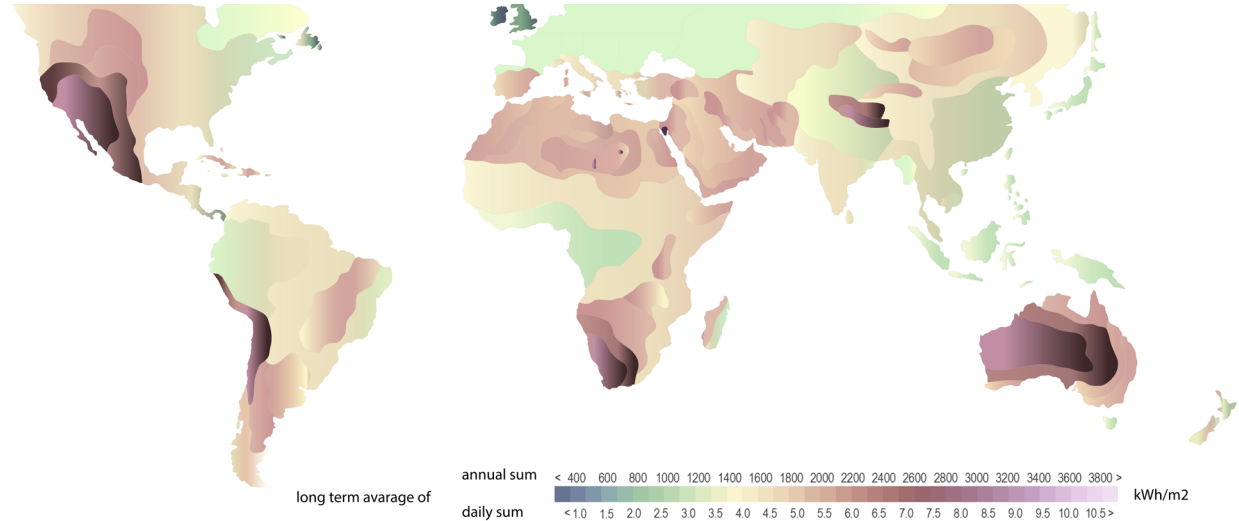 annual sum < 400 600 800 1000 1200 1400 1600 1800 2000 2200 2400 2600 2800 3000 3200 3400 3600 3800 >
long term avarage of kWh/m2
daily sum < 1.0 1.5 2.0 2.5 3.0 3.5 4.0 4.5 5.0 5.5 6.0 6.5 7.0 7.5 8.5 9.0 9.5 10.0 10.5 >